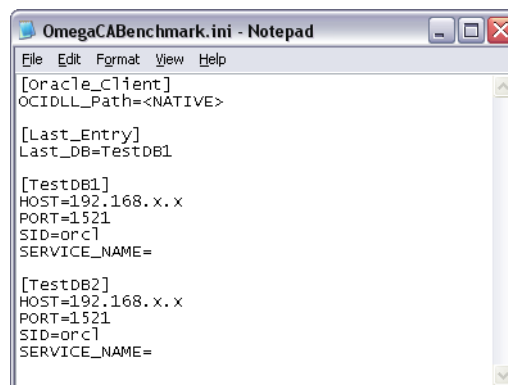 OmegaCABenchmark.ini - Notepad
File Edit Format View Help
[Oracle_Client]
OCIDLL_Path=<NATIVE>
[Last_Entry]
Last_DB=TestDB1
[TestDB1]
HOST=192.168.x.x
PORT=1521
SID=orcl
SERVICE_NAME=
[TestDB2]
HOST=192.168.x.x
PORT=1521
SID=orcl
SERVICE_NAME=